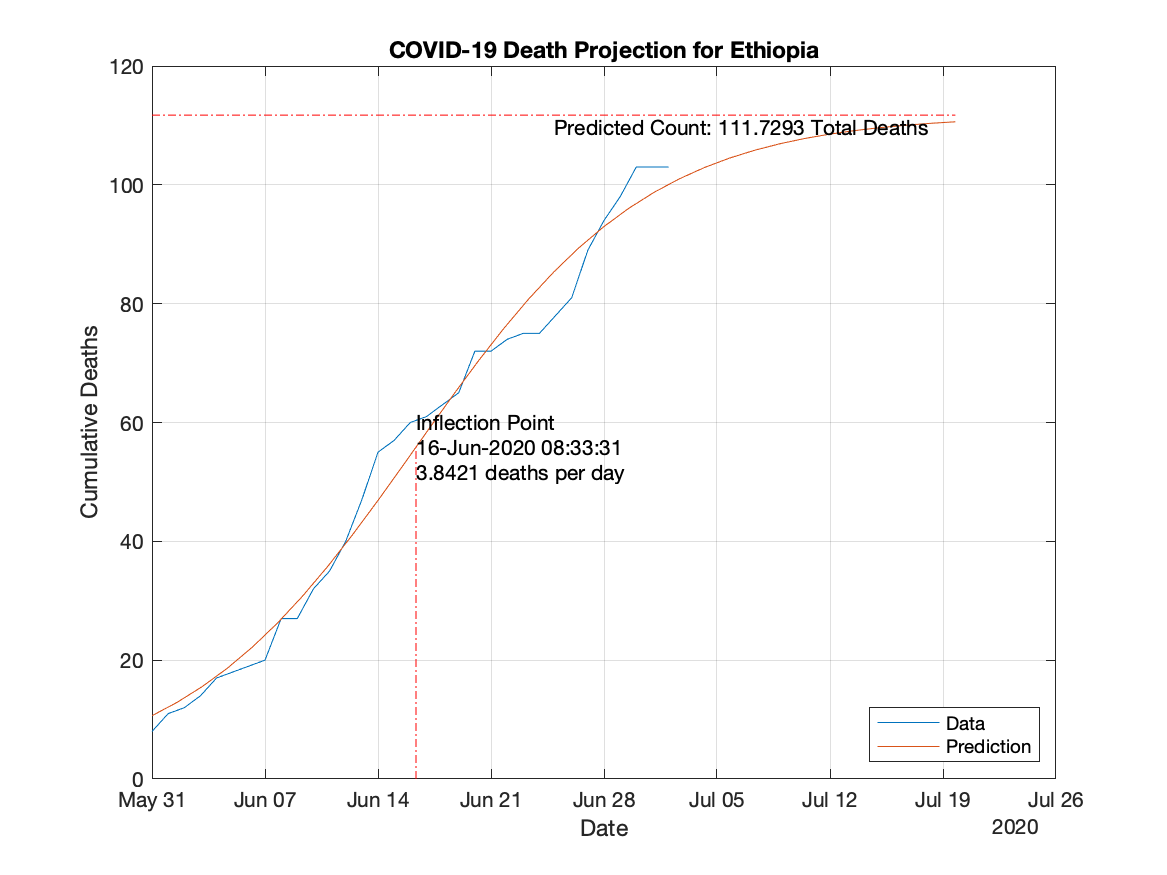 COVID-19 Death Projection for Ethiopia
120
Predicted Count: 111.7293 Total Deaths
100
80
Cumulative Deaths
60
Inflection Point
16-Jun-2020 08:33:31
3.8421 deaths per day
40
20
Data
Prediction
0
May 31 Jun 07 Jun 14 Jun 21 Jun 28 Jul 05 Jul 12 Jul 19 Jul 26
Date
2020